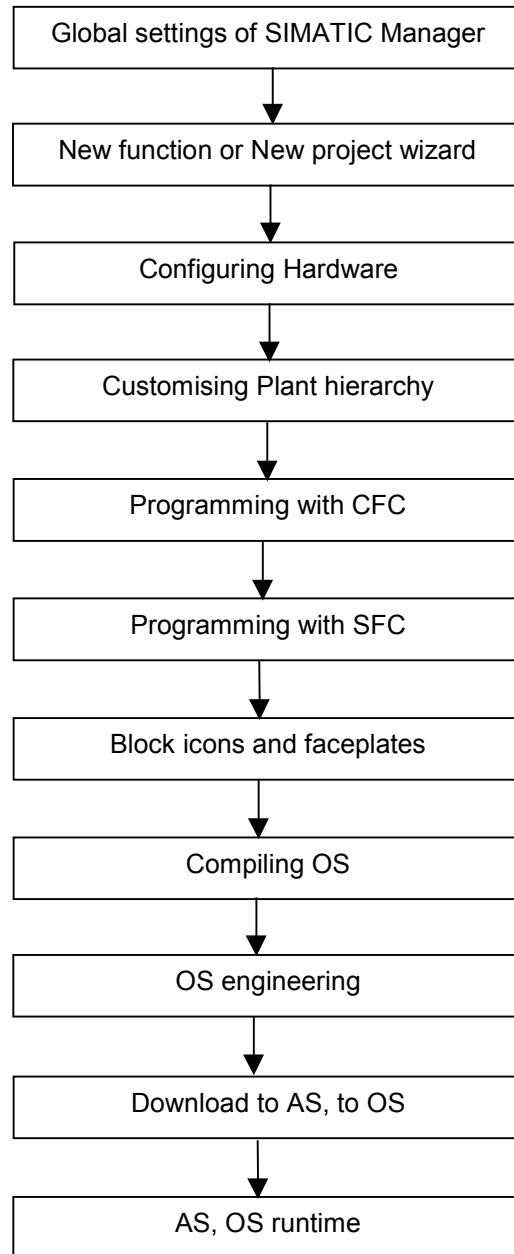 Global settings of SIMATIC Manager
New function or New project wizard
Configuring Hardware
Customising Plant hierarchy
Programming with CFC
Programming with SFC
Block icons and faceplates
Compiling OS
OS engineering
Download to AS, to OS
AS, OS runtime